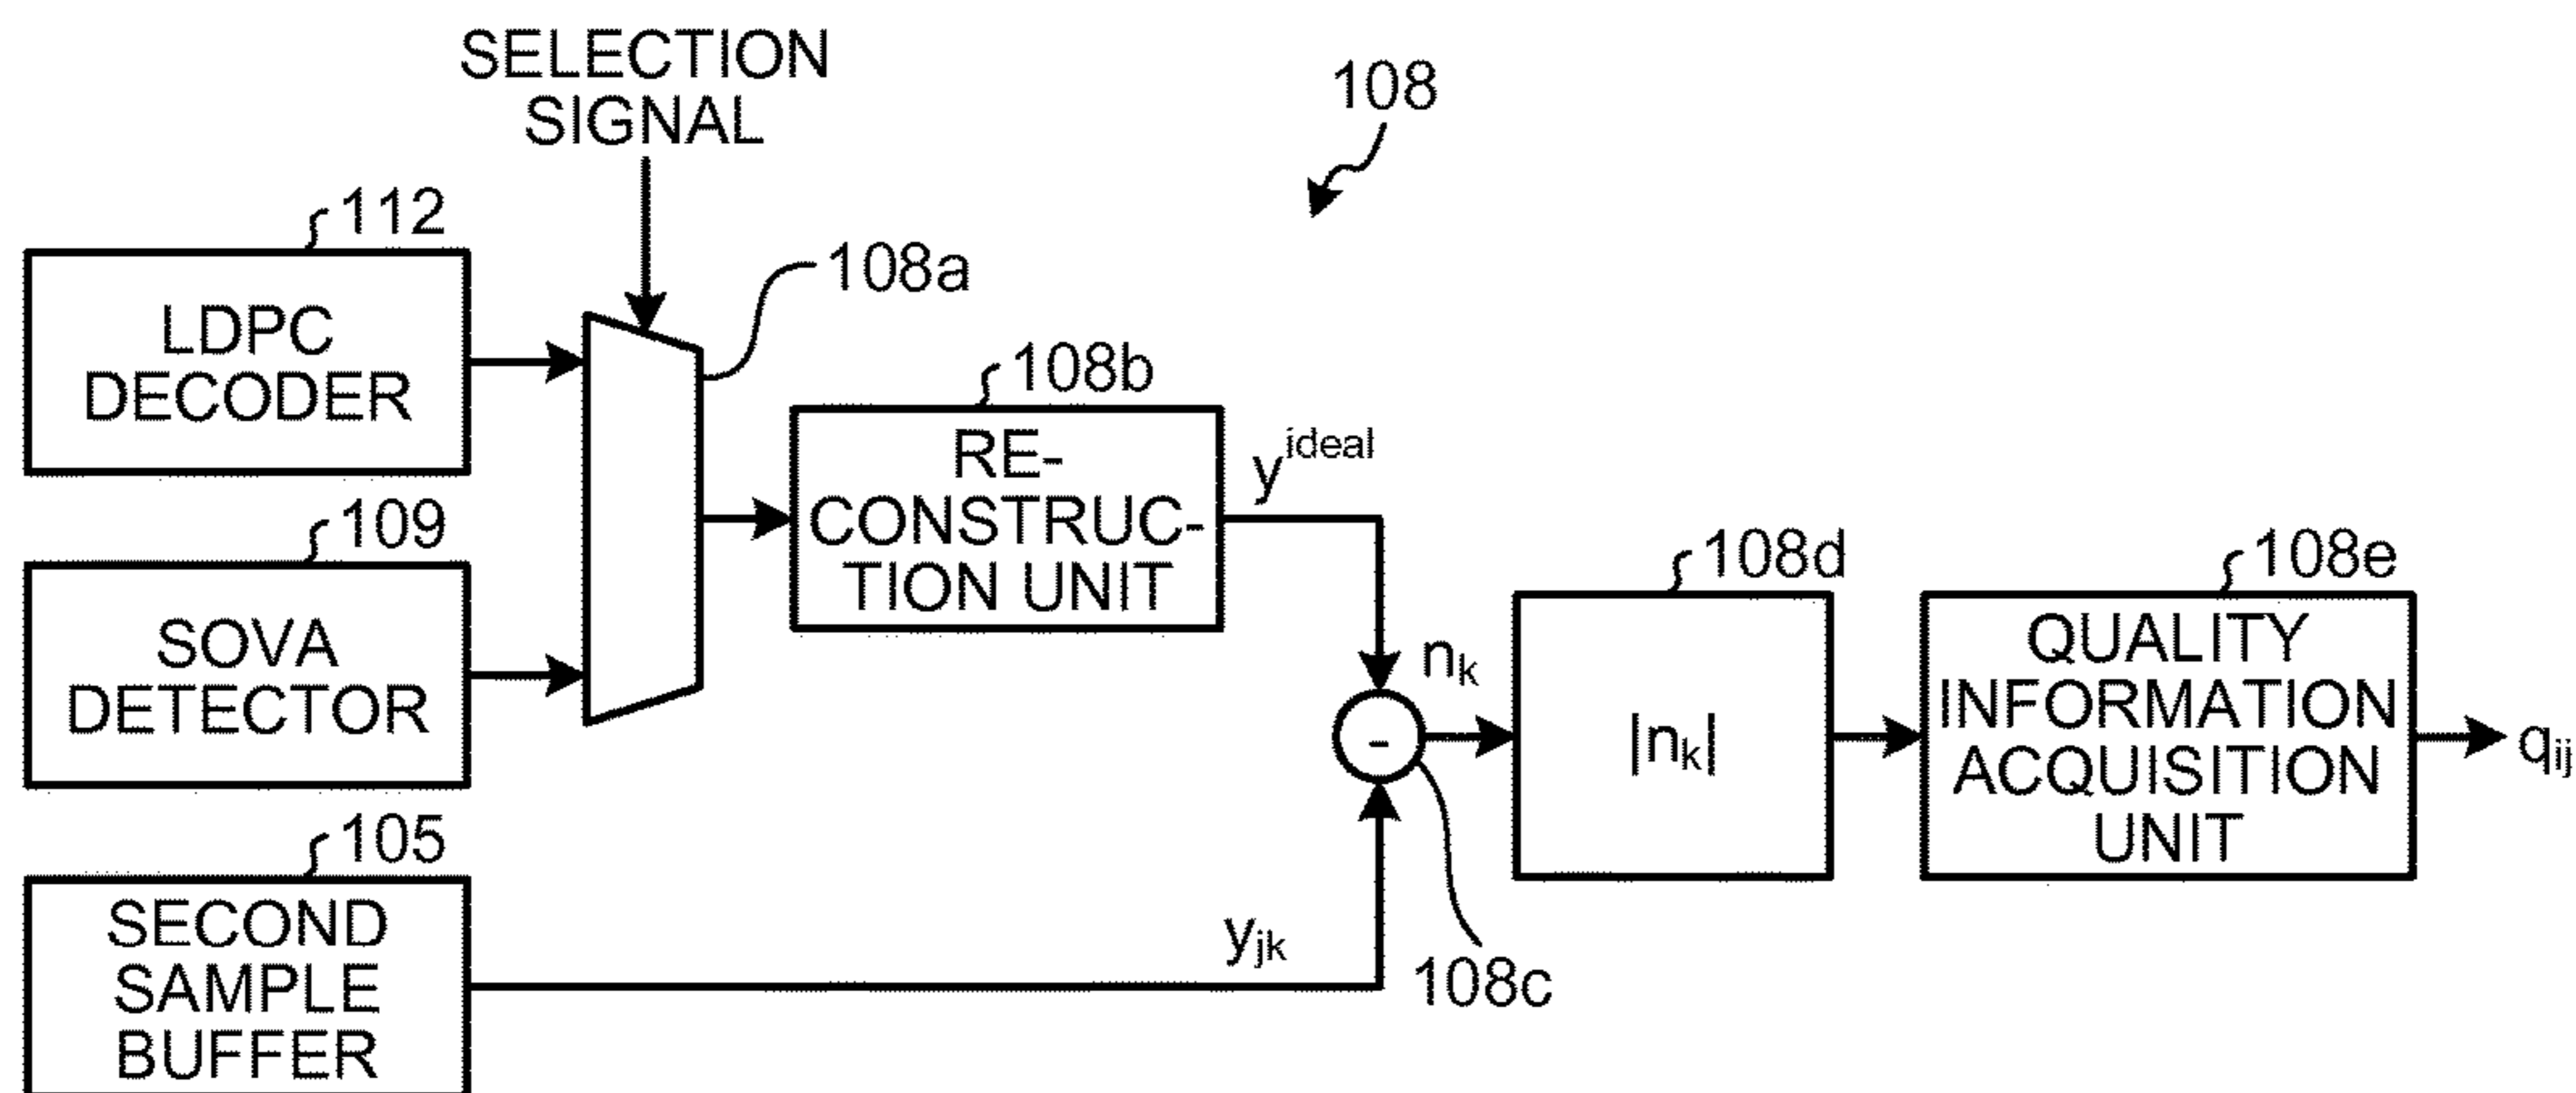 SELECTION
SIGNAL
108
112
LDPC
DECODER
108a
108b
RE-
CONSTRUC-
TION UNIT
y^ideal
109
SOVA
DETECTOR
n_k
-
108d
|n_k|
108e
QUALITY
INFORMATION
ACQUISITION
UNIT
q_ij
105
SECOND
SAMPLE
BUFFER
y_jk
108c